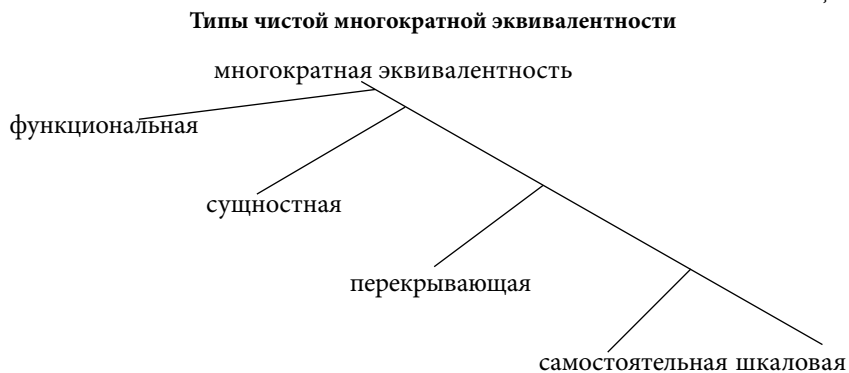 Типы чистой многократной эквивалентности
многократная эквивалентность
функциональная
сущностная
перекрывающая
самостоятельная шкаловая